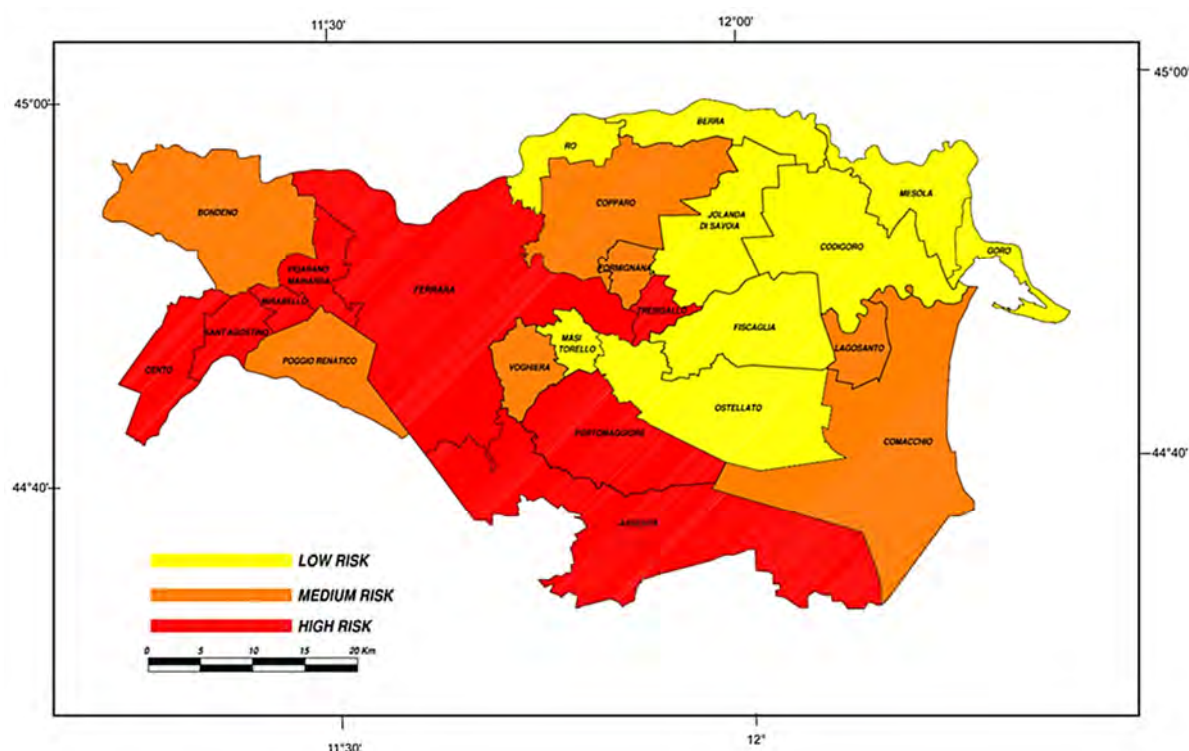 11°30'
12°00'
45°00'
45°00'
BERRA
RO
MESOLA
BONDENO
COPPARO
JOLANDA
DI SAVOIA
CODIGORO
GORO
FORMIGNANA
VIGARANO
MAINARDA
FERRARA
MIRABELLO
TRESIGALLO
SANT'AGOSTINO
FISCAGLIA
MASI
TORELLO
LAGOSANTO
POGGIO RENATICO
VOGHIERA
CENTO
OSTELLATO
PORTOMAGGIORE
COMACCHIO
44°40'
44°40'
ARGENTA
LOW RISK
MEDIUM RISK
HIGH RISK
0 5 10 15 20 Km
11°30'
12°